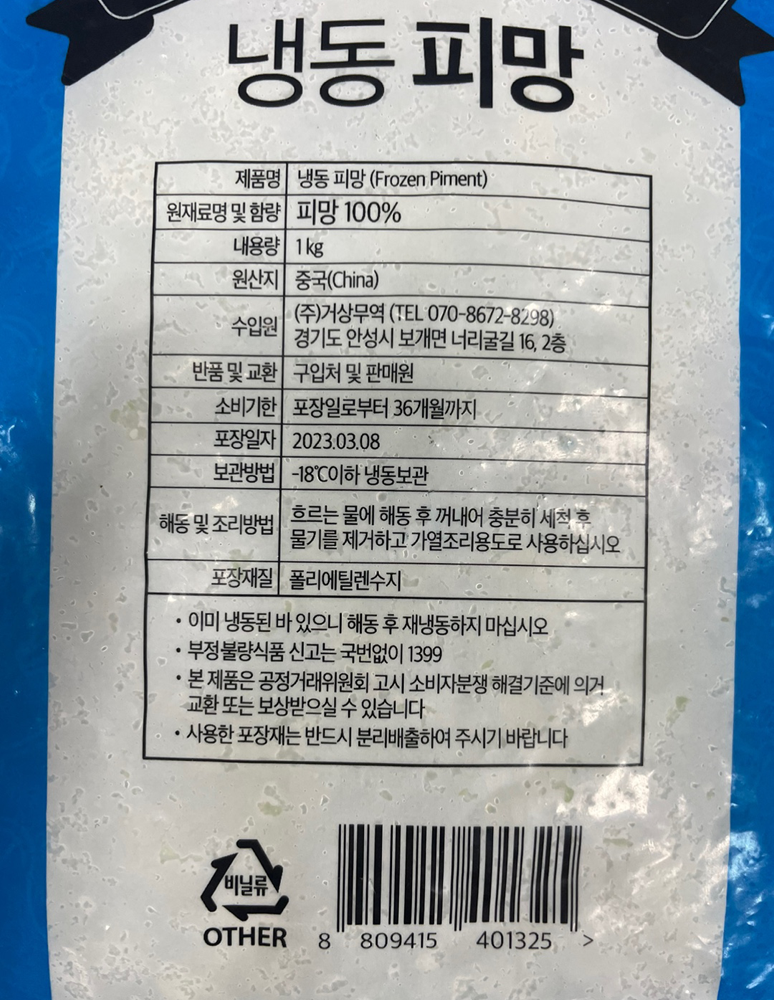 냉동 피망
제품명 냉동 피망 (Frozen Piment)
원재료명 및 함량 피망 100%
내용량 1 kg
원산지 중국(China)
수입원 (주)거상무역 (TEL 070-8672-8298)
경기도 안성시 보개면 너리굴길 16, 2층
반품 및 교환 구입처 및 판매원
소비기한 포장일로부터 36개월까지
포장일자 2023.03.08
보관방법 -18℃이하 냉동보관
해동 및 조리방법 흐르는 물에 해동 후 꺼내어 충분히 세척 후
물기를 제거하고 가열조리용도로 사용하십시오
포장재질 폴리에틸렌수지
• 이미 냉동된 바 있으니 해동 후 재냉동하지 마십시오
• 부정불량식품 신고는 국번없이 1399
• 본 제품은 공정거래위원회 고시 소비자분쟁 해결기준에 의거
교환 또는 보상받으실 수 있습니다
• 사용한 포장재는 반드시 분리배출하여 주시기 바랍니다
비닐류
OTHER
8 809415 401325 >